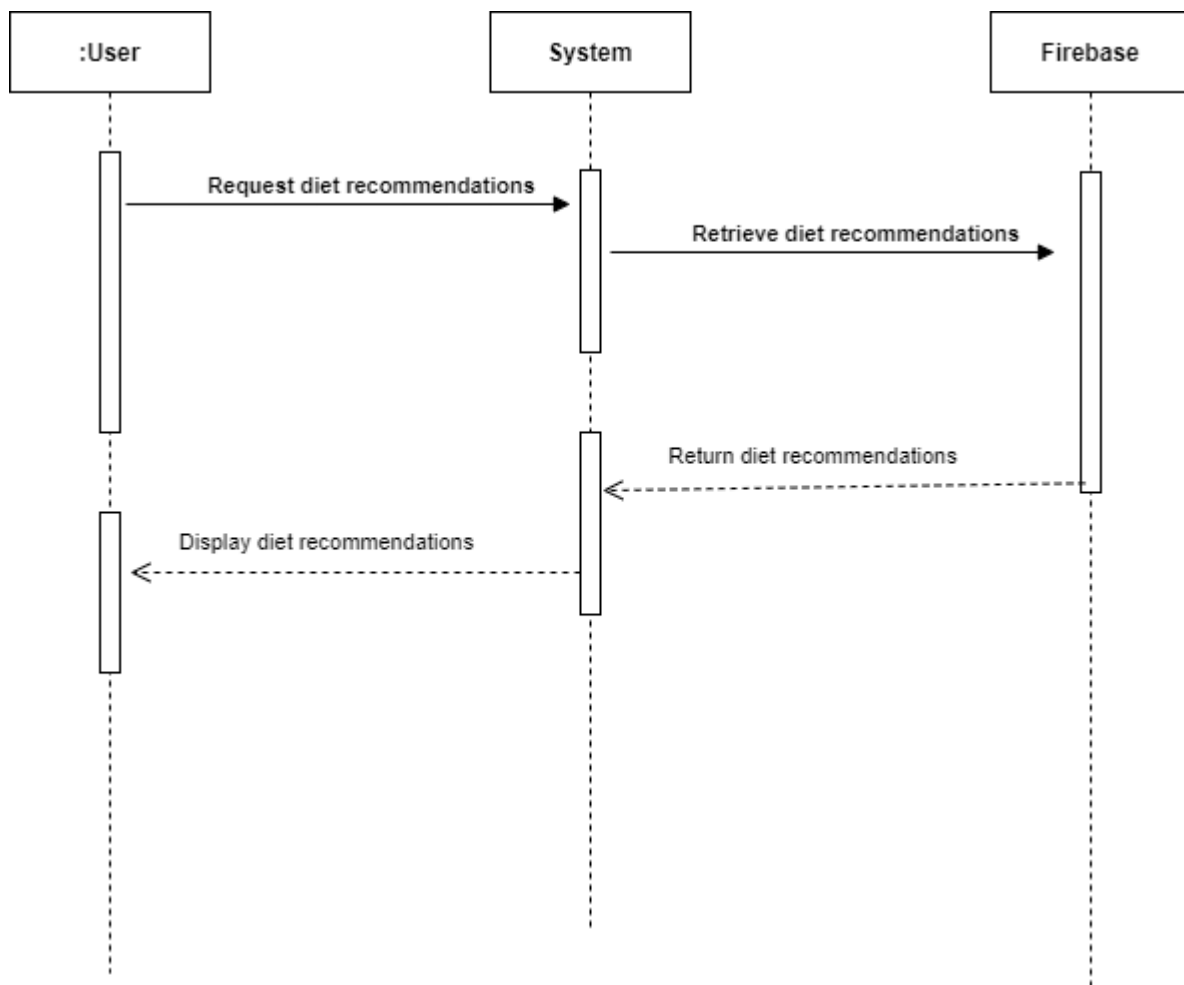 :User
System
Firebase
Request diet recommendations
Retrieve diet recommendations
Return diet recommendations
Display diet recommendations